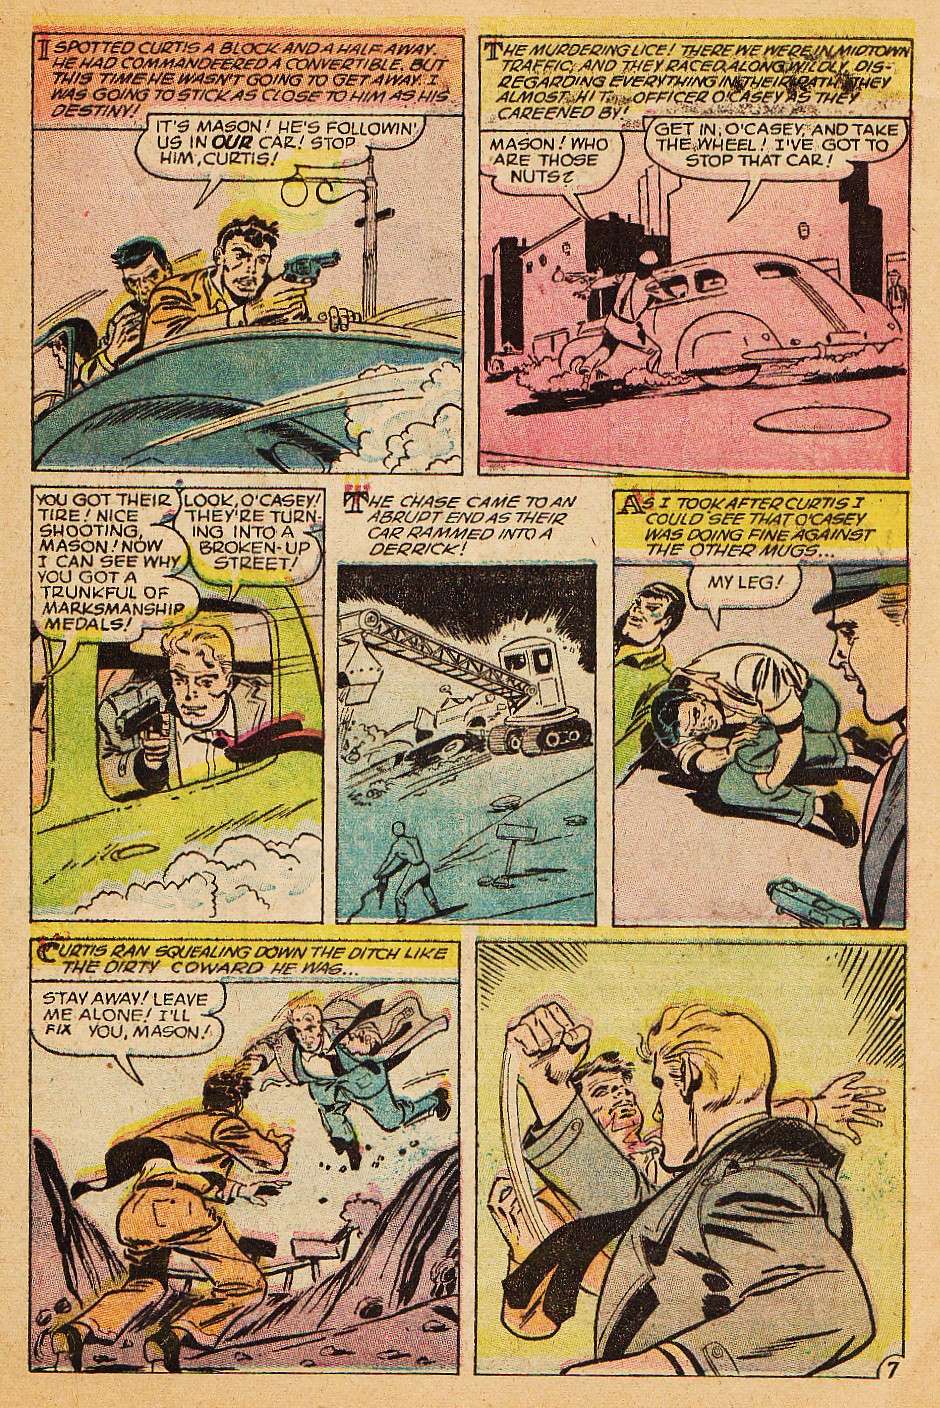 I SPOTTED CURTIS A BLOCK AND A HALF AWAY.
HE HAD COMMANDEERED A CONVERTIBLE, BUT
THIS TIME HE WASN'T GOING TO GET AWAY. I
WAS GOING TO STICK AS CLOSE TO HIM AS HIS
DESTINY!
IT'S MASON! HE'S FOLLOWIN'
US IN OUR CAR! STOP
HIM, CURTIS!
THE MURDERING LICE! THERE WE WERE IN MIDTOWN
TRAFFIC, AND THEY RACED ALONG WILDLY, DIS-
REGARDING EVERYTHING IN THEIR PATH! THEY
ALMOST HIT OFFICER O'CASEY AS THEY
CAREENED BY!
MASON! WHO
ARE THOSE
NUTS?
GET IN, O'CASEY, AND TAKE
THE WHEEL! I'VE GOT TO
STOP THAT CAR!
YOU GOT THEIR
TIRE! NICE
SHOOTING,
MASON! NOW
I CAN SEE WHY
YOU GOT A
TRUNKFUL OF
MARKSMANSHIP
MEDALS!
LOOK, O'CASEY!
THEY'RE TURN-
ING INTO A
BROKEN-UP
STREET!
THE CHASE CAME TO AN
ABRUPT END AS THEIR
CAR RAMMED INTO A
DERRICK!
AS I TOOK AFTER CURTIS I
COULD SEE THAT O'CASEY
WAS DOING FINE AGAINST
THE OTHER MUGS...
MY LEG!
CURTIS RAN SQUEALING DOWN THE DITCH LIKE
THE DIRTY COWARD HE WAS...
STAY AWAY! LEAVE
ME ALONE! I'LL
FIX YOU, MASON!
7